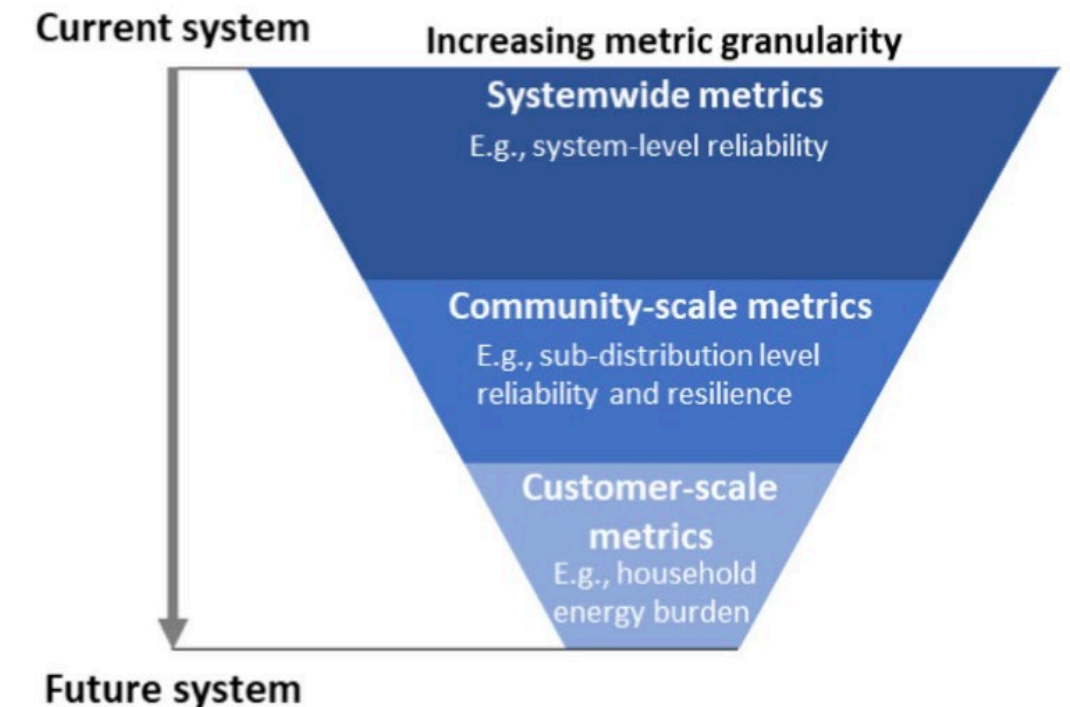 Current system
Increasing metric granularity
Systemwide metrics
E.g., system-level reliability
Community-scale metrics
E.g., sub-distribution level
reliability and resilience
Customer-scale
metrics
E.g., household
energy burden
Future system